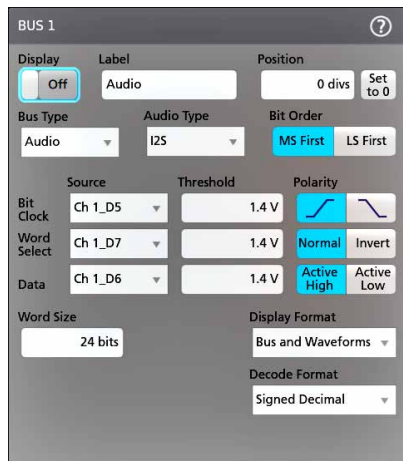 BUS 1
?
Display Label Position
Off Audio 0 divs Set to 0
Bus Type Audio Type Bit Order
Audio I2S MS First LS First
Source Threshold Polarity
Bit Clock Ch 1_D5 1.4 V
Word Select Ch 1_D7 1.4 V Normal Invert
Data Ch 1_D6 1.4 V Active High Active Low
Word Size Display Format
24 bits Bus and Waveforms
Decode Format
Signed Decimal